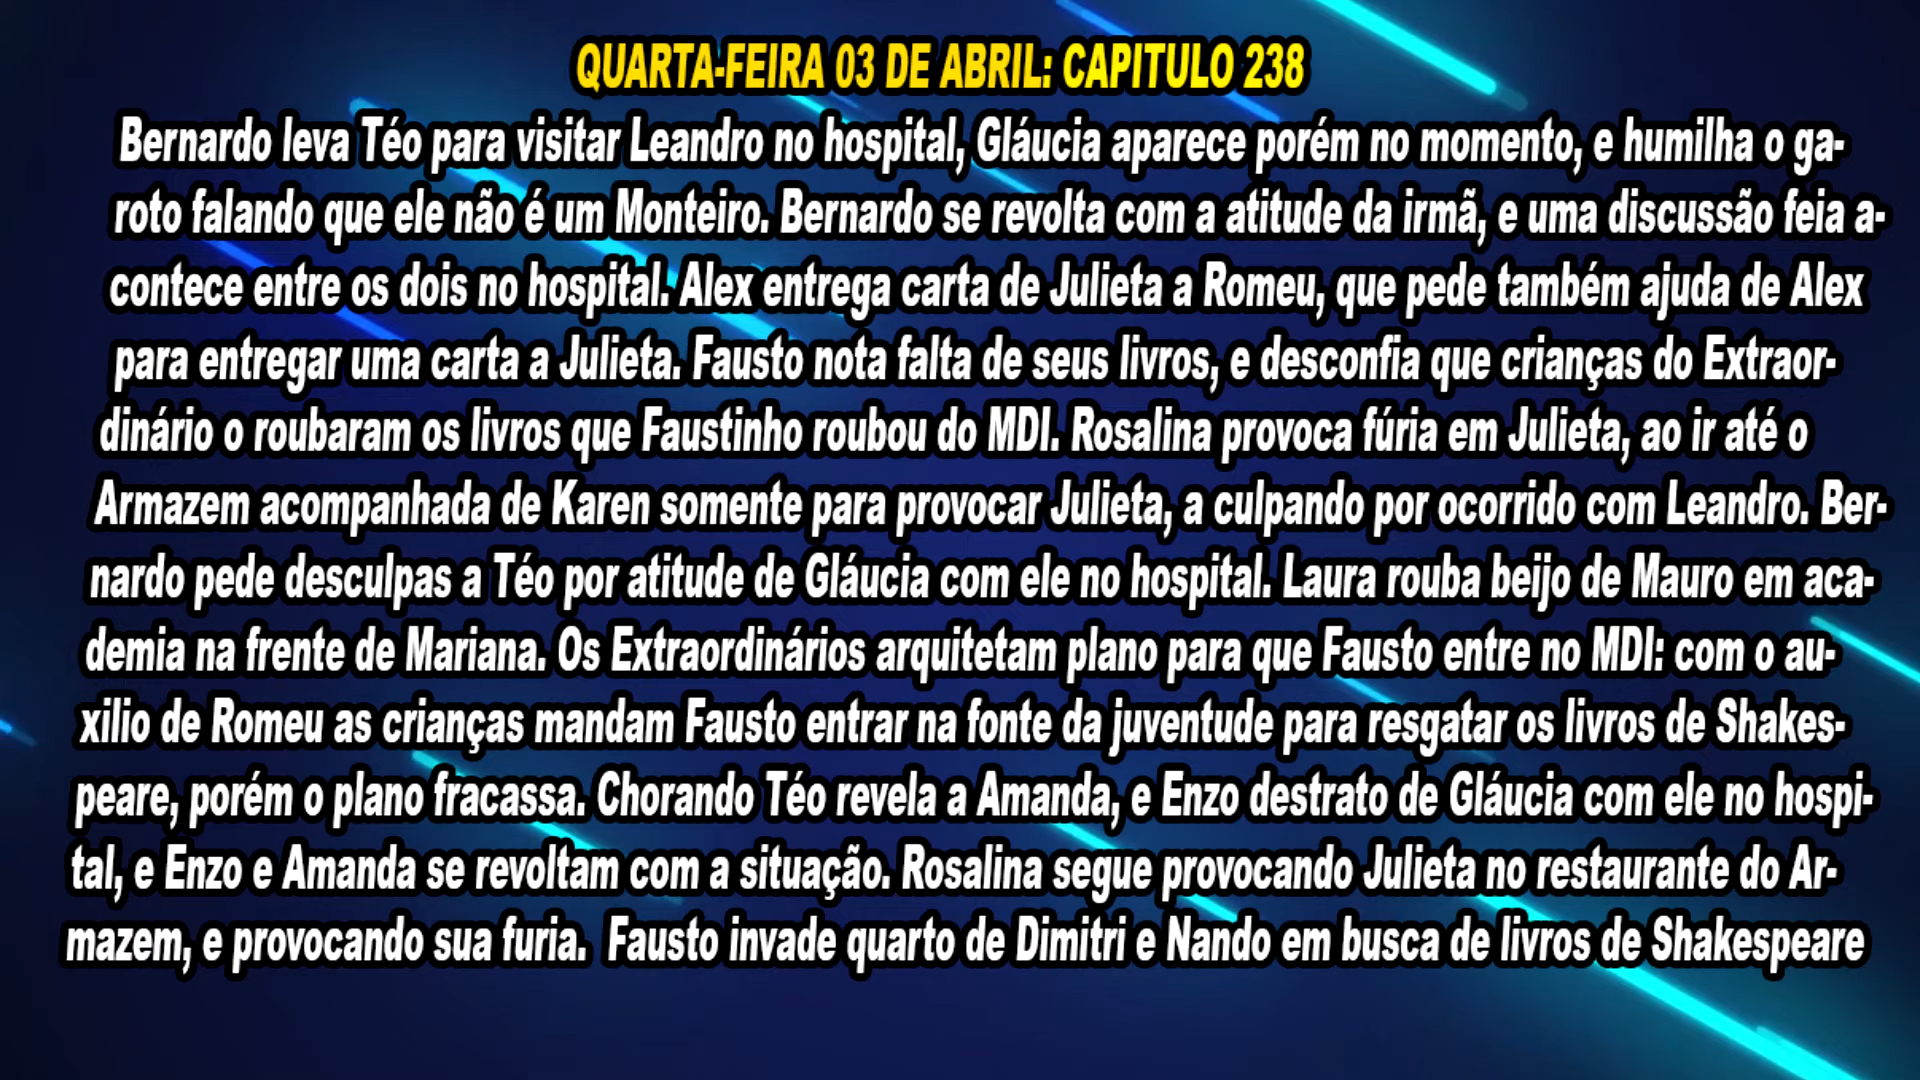 QUARTA-FEIRA 03 DE ABRIL: CAPITULO 238
Bernardo leva Téo para visitar Leandro no hospital, Gláucia aparece porém no momento, e humilha o ga-
roto falando que ele não é um Monteiro. Bernardo se revolta com a atitude da irmã, e uma discussão feia a-
contece entre os dois no hospital. Alex entrega carta de Julieta a Romeu, que pede também ajuda de Alex
para entregar uma carta a Julieta. Fausto nota falta de seus livros, e desconfia que crianças do Extraor-
dinário o roubaram os livros que Faustinho roubou do MDI. Rosalina provoca fúria em Julieta, ao ir até o
Armazem acompanhada de Karen somente para provocar Julieta, a culpando por ocorrido com Leandro. Ber-
nardo pede desculpas a Téo por atitude de Gláucia com ele no hospital. Laura rouba beijo de Mauro em aca-
demia na frente de Mariana. Os Extraordinários arquitetam plano para que Fausto entre no MDI: com o au-
xilio de Romeu as crianças mandam Fausto entrar na fonte da juventude para resgatar os livros de Shakes-
peare, porém o plano fracassa. Chorando Téo revela a Amanda, e Enzo destrato de Gláucia com ele no hospi-
tal, e Enzo e Amanda se revoltam com a situação. Rosalina segue provocando Julieta no restaurante do Ar-
mazem, e provocando sua furia.  Fausto invade quarto de Dimitri e Nando em busca de livros de Shakespeare